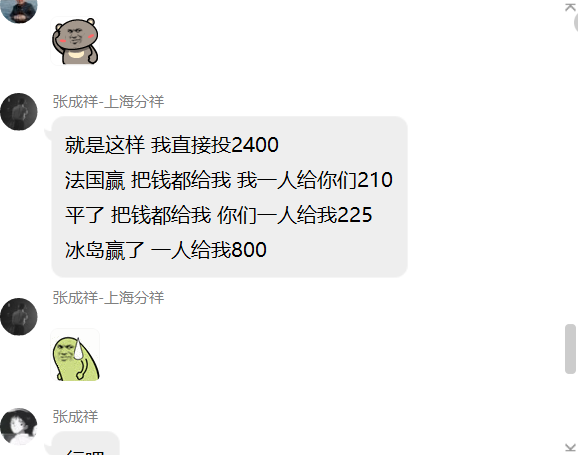 张成祥-上海分祥
就是这样 我直接投2400
法国赢 把钱都给我 我一人给你们210
平了 把钱都给我 你们一人给我225
冰岛赢了 一人给我800
张成祥-上海分祥
张成祥